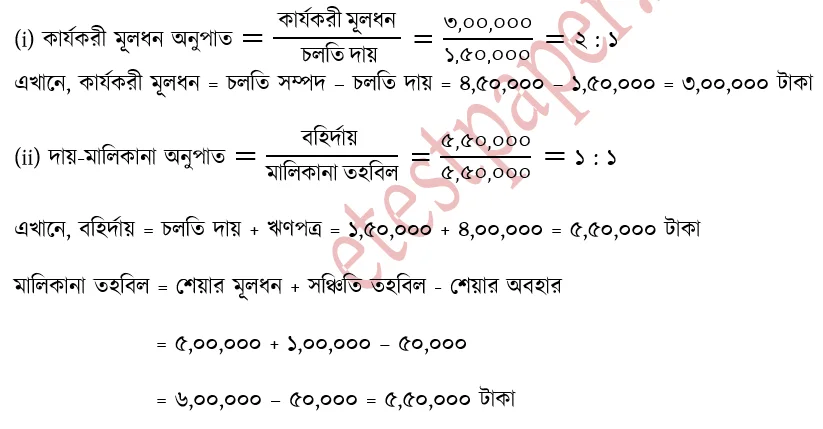 (i) কার্যকরী মূলধন অনুপাত = কার্যকরী মূলধন / চলতি দায় = ৩,০০,০০০ / ১,৫০,০০০ = ২ : ১
এখানে, কার্যকরী মূলধন = চলতি সম্পদ – চলতি দায় = ৪,৫০,০০০ – ১,৫০,০০০ = ৩,০০,০০০ টাকা
(ii) দায়-মালিকানা অনুপাত = বহির্দায় / মালিকানা তহবিল = ৫,৫০,০০০ / ৫,৫০,০০০ = ১ : ১
এখানে, বহির্দায় = চলতি দায় + ঋণপত্র = ১,৫০,০০০ + ৪,০০,০০০ = ৫,৫০,০০০ টাকা
মালিকানা তহবিল = শেয়ার মূলধন + সঞ্চিতি তহবিল - শেয়ার অবহার
= ৫,০০,০০০ + ১,০০,০০০ – ৫০,০০০
= ৬,০০,০০০ – ৫০,০০০ = ৫,৫০,০০০ টাকা
etestpaper.